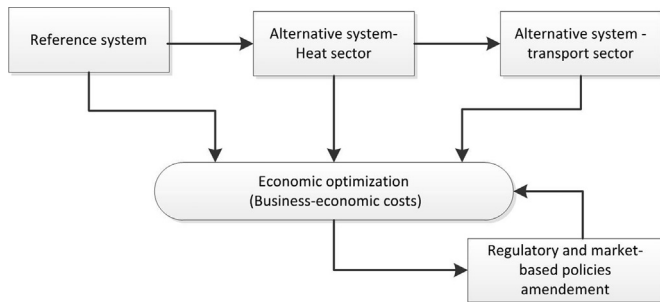 Reference system
Alternative system-
Heat sector
Alternative system -
transport sector
Economic optimization
(Business-economic costs)
Regulatory and market-
based policies
amendement